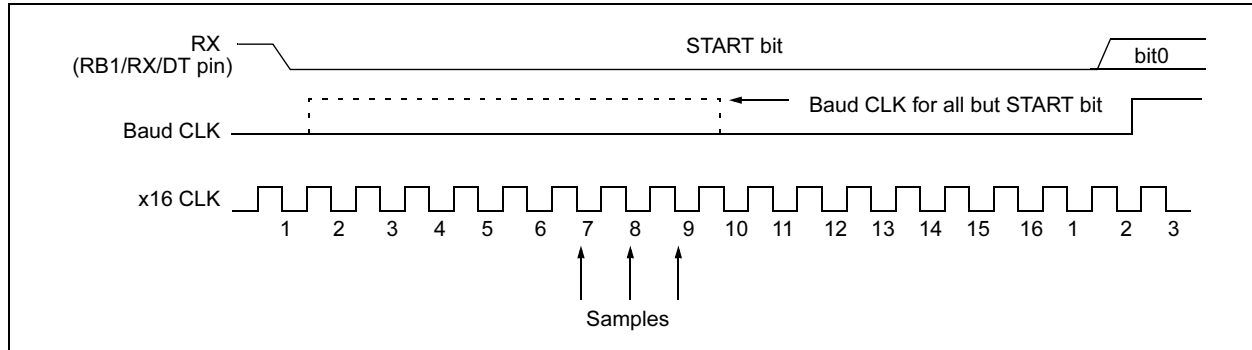 RX
(RB1/RX/DT pin)
START bit
bit0
Baud CLK for all but START bit
Baud CLK
x16 CLK
1 2 3 4 5 6 7 8 9 10 11 12 13 14 15 16 1 2 3
Samples